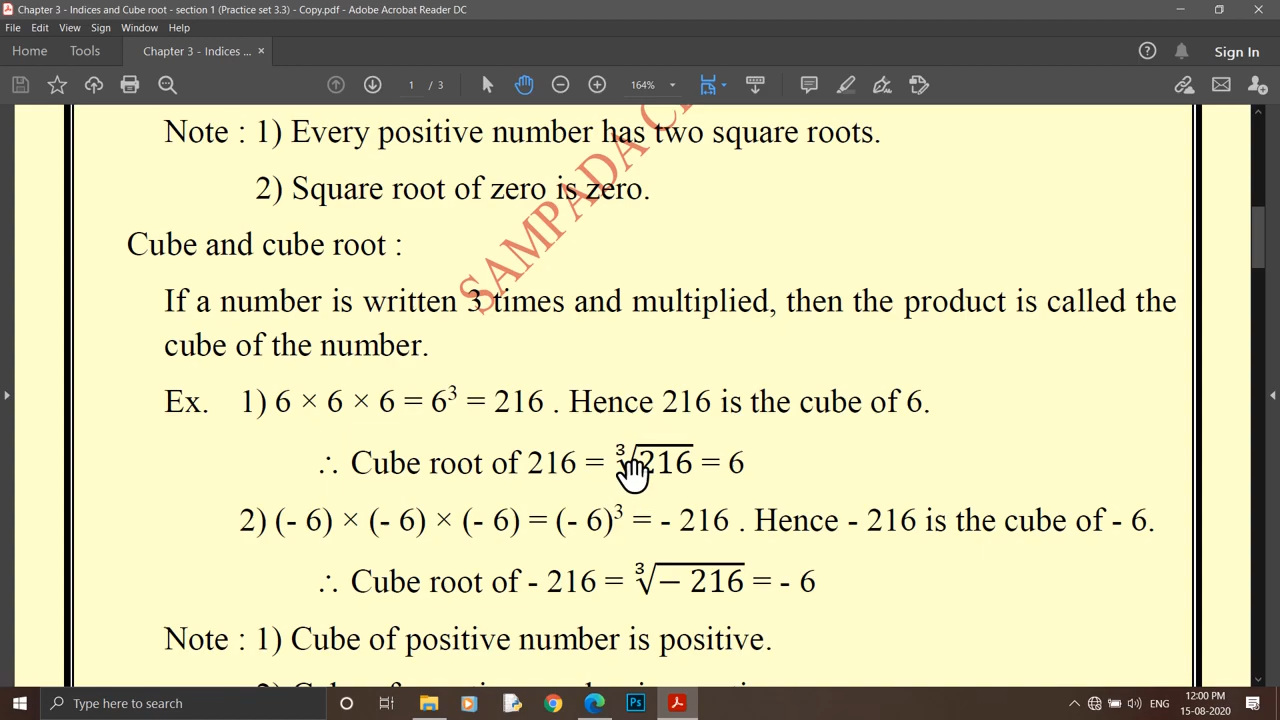 Chapter 3 - Indices and Cube root - section 1 (Practice set 3.3) - Copy.pdf - Adobe Acrobat Reader DC
File Edit View Sign Window Help
Home Tools Chapter 3 - Indices ... × Sign In
1 / 3 164%
Note : 1) Every positive number has two square roots.
2) Square root of zero is zero.
SAMPADA
Cube and cube root :
If a number is written 3 times and multiplied, then the product is called the
cube of the number.
Ex. 1) 6 × 6 × 6 = 6³ = 216 . Hence 216 is the cube of 6.
∴ Cube root of 216 = ∛216 = 6
2) (- 6) × (- 6) × (- 6) = (- 6)³ = - 216 . Hence - 216 is the cube of - 6.
∴ Cube root of - 216 = ∛− 216 = - 6
Note : 1) Cube of positive number is positive.
Type here to search
Ps
ENG
12:00 PM
15-08-2020